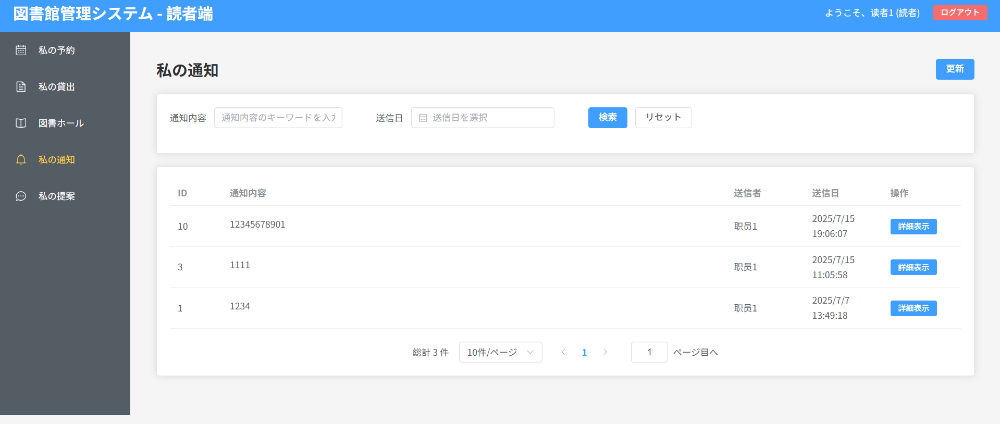 図書館管理システム - 読者端
ようこそ、读者1 (読者)
ログアウト
私の予約
私の貸出
図書ホール
私の通知
私の提案
私の通知
更新
通知内容
通知内容のキーワードを入力
送信日
送信日を選択
検索
リセット
ID 通知内容 送信者 送信日 操作
10 12345678901 职员1 2025/7/15 19:06:07 詳細表示
3 1111 职员1 2025/7/15 11:05:58 詳細表示
1 1234 职员1 2025/7/7 13:49:18 詳細表示
総計 3 件
10件/ページ
1
1
ページ目へ